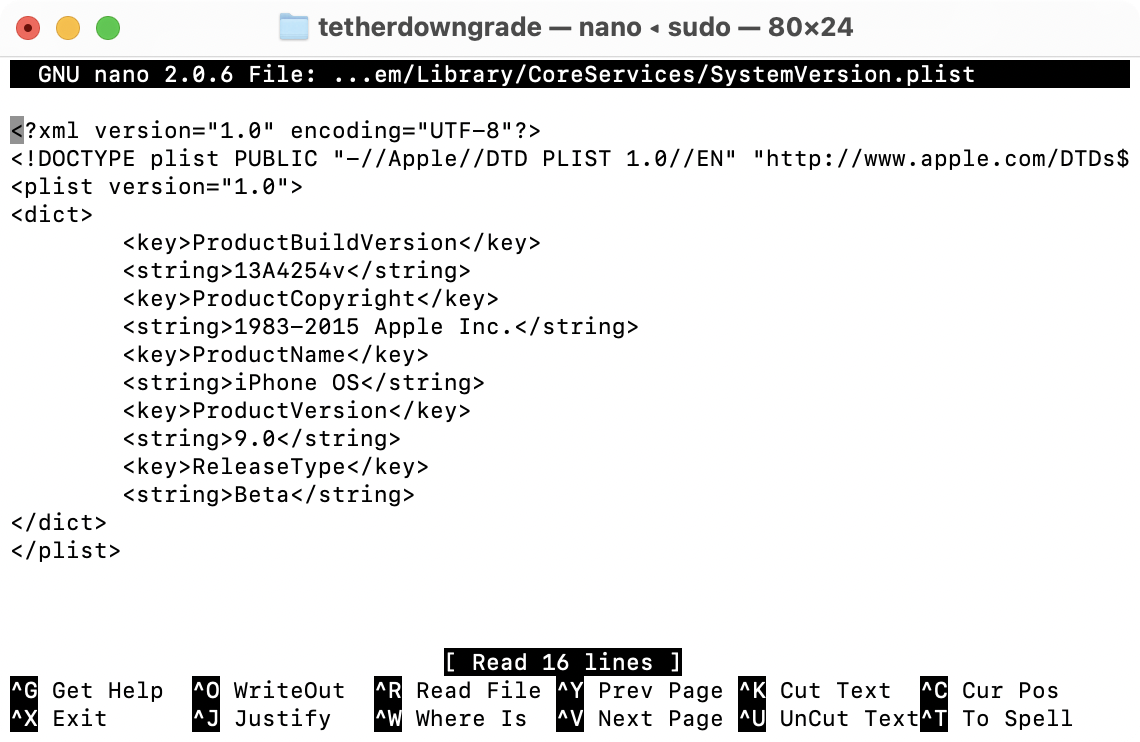 tetherdowngrade — nano ◂ sudo — 80×24
GNU nano 2.0.6 File: ...em/Library/CoreServices/SystemVersion.plist
<?xml version="1.0" encoding="UTF-8"?>
<!DOCTYPE plist PUBLIC "-//Apple//DTD PLIST 1.0//EN" "http://www.apple.com/DTDs$
<plist version="1.0">
<dict>
        <key>ProductBuildVersion</key>
        <string>13A4254v</string>
        <key>ProductCopyright</key>
        <string>1983-2015 Apple Inc.</string>
        <key>ProductName</key>
        <string>iPhone OS</string>
        <key>ProductVersion</key>
        <string>9.0</string>
        <key>ReleaseType</key>
        <string>Beta</string>
</dict>
</plist>
[ Read 16 lines ]
^G Get Help  ^O WriteOut  ^R Read File ^Y Prev Page ^K Cut Text  ^C Cur Pos
^X Exit      ^J Justify   ^W Where Is  ^V Next Page ^U UnCut Text^T To Spell